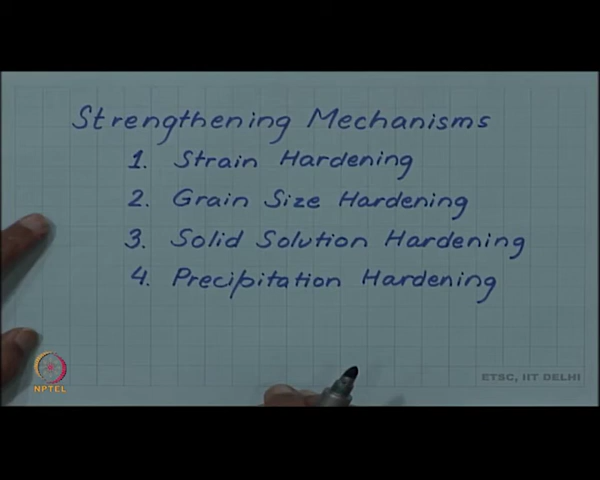 Strengthening Mechanisms
1. Strain Hardening
2. Grain Size Hardening
3. Solid Solution Hardening
4. Precipitation Hardening
NPTEL
ETSC, IIT DELHI